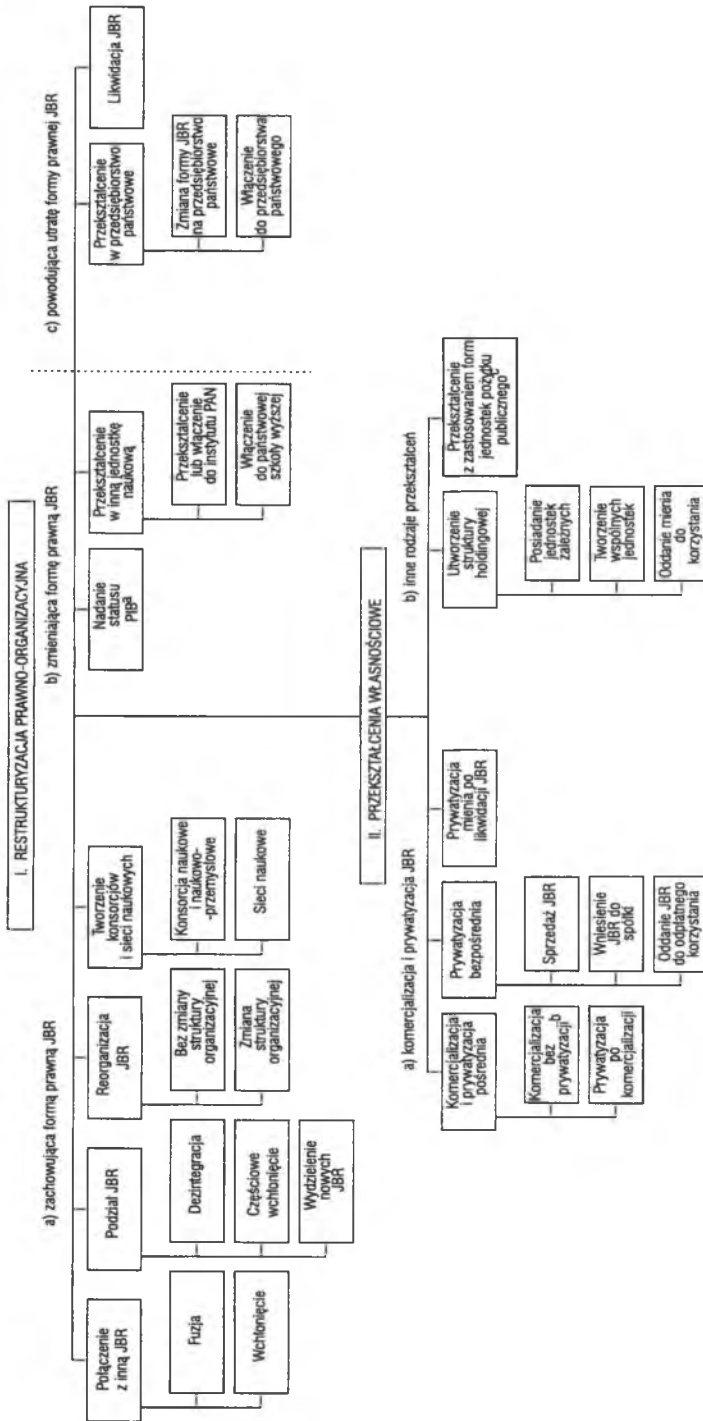 I. RESTRUKTURYZACJA PRAWNO-ORGANIZACYJNA
a) zachowująca formą prawną JBR
Połączenie
z inną JBR
Fuzja
Wchłonięcie
Podział JBR
Dezintegracja
Częściowe
wchłonięcie
Wydzielenie
nowych
JBR
Reorganizacja
JBR
Bez zmiany
struktury
organizacyjnej
Zmiana
struktury
organizacyjnej
Tworzenie
konsorcjów
i sieci naukowych
Konsorcja naukowe
i naukowo-
-przemysłowe
Sieci naukowe
b) zmieniająca formę prawną JBR
Nadanie
statusu
PIBa
Przekształcenie
w inną jednostkę
naukową
Przekształcenie
lub włączenie
do instytutu PAN
Włączenie
do państwowej
szkoły wyższej
c) powodująca utratę formy prawnej JBR
Przekształcenie
w przedsiębiorstwo
państwowe
Zmiana formy JBR
na przedsiębiorstwo
państwowe
Włączenie
do przedsiębiorstwa
państwowego
Likwidacja JBR
II. PRZEKSZTAŁCENIA WŁASNOŚCIOWE
a) komercjalizacja i prywatyzacja JBR
Komercjalizacja
i prywatyzacja
pośrednia
Komercjalizacja
bez
prywatyzacji b
Prywatyzacja
po
komercjalizacji
Prywatyzacja
bezpośrednia
Sprzedaż JBR
Wniesienie
JBR do
spółki
Oddanie JBR
do odpłatnego
korzystania
Prywatyzacja
mienia po
likwidacji JBR
b) inne rodzaje przekształceń
Utworzenie
struktury
holdingowej
Posiadanie
jednostek
zależnych
Tworzenie
wspólnych
jednostek
Oddanie mienia
do
korzystania
Przekształcenie
z zastosowaniem form
jednostek pożytku
publicznego c